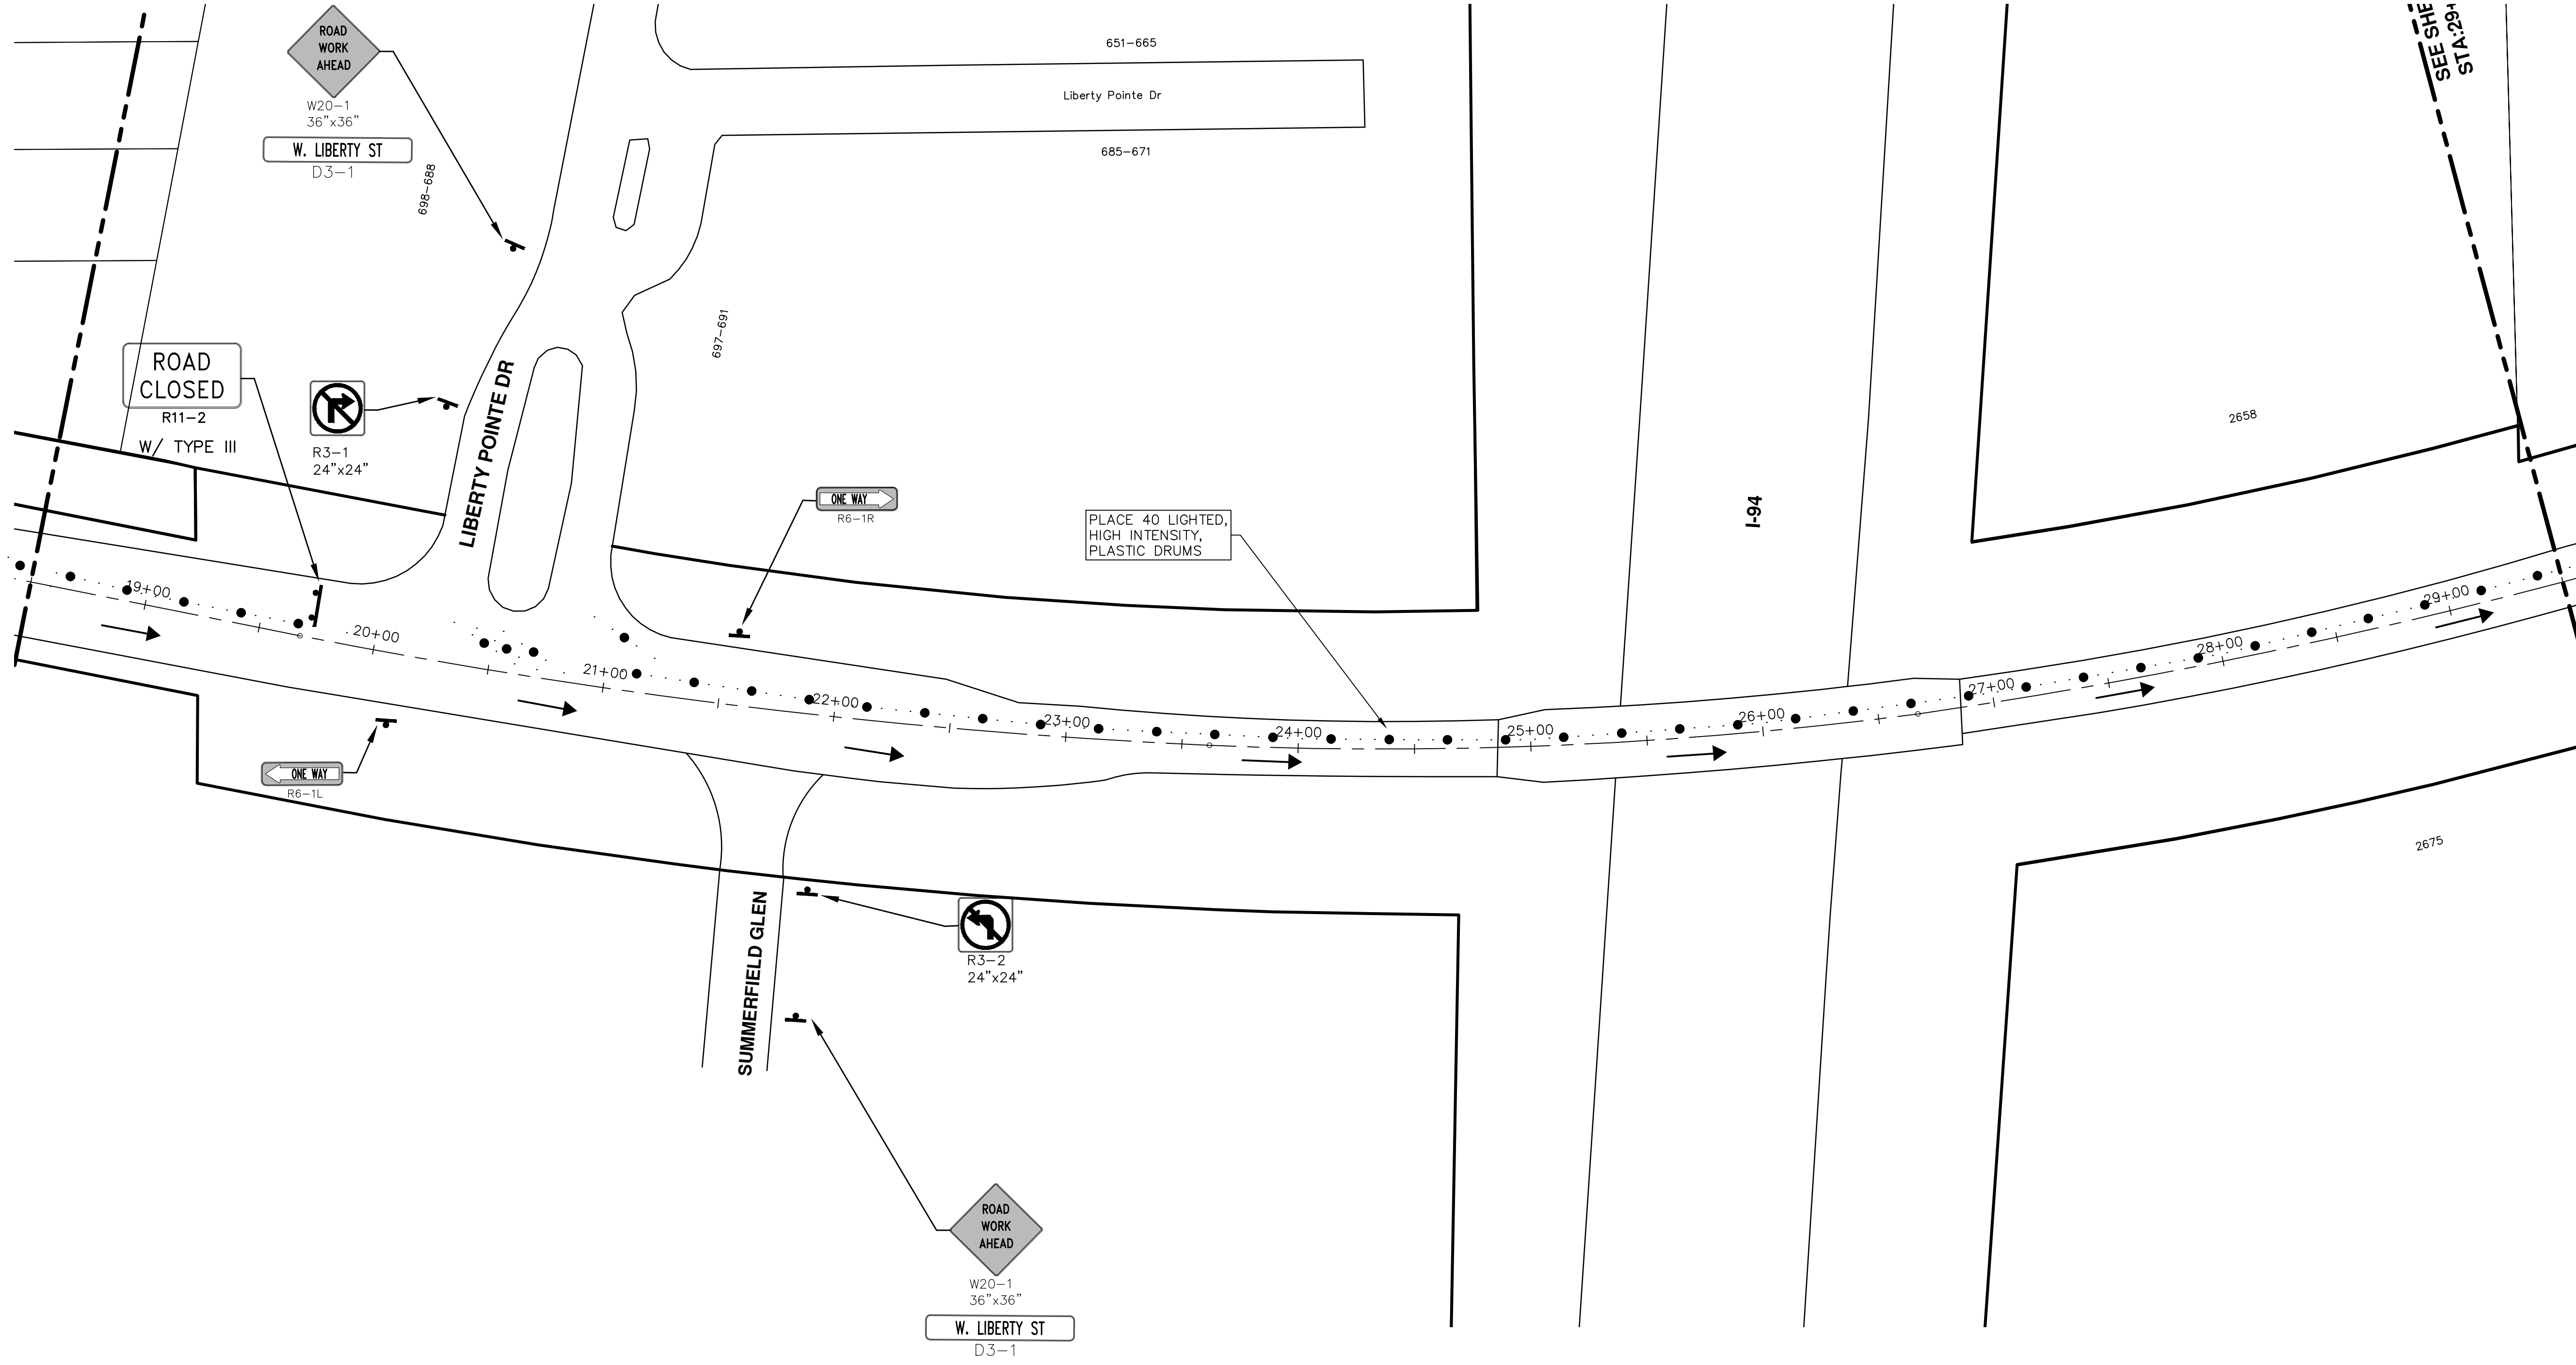 ROAD
WORK
AHEAD
W20-1
36"x36"
W. LIBERTY ST
D3-1
698-688
651-665
Liberty Pointe Dr
685-671
SEE SHE
STA:29+
ROAD
CLOSED
R11-2
W/ TYPE III
R3-1
24"x24"
LIBERTY POINTE DR
697-691
ONE WAY
R6-1R
PLACE 40 LIGHTED,
HIGH INTENSITY,
PLASTIC DRUMS
I-94
2658
19+00
20+00
21+00
22+00
23+00
24+00
25+00
26+00
27+00
28+00
29+00
ONE WAY
R6-1L
2675
SUMMERFIELD GLEN
R3-2
24"x24"
ROAD
WORK
AHEAD
W20-1
36"x36"
W. LIBERTY ST
D3-1